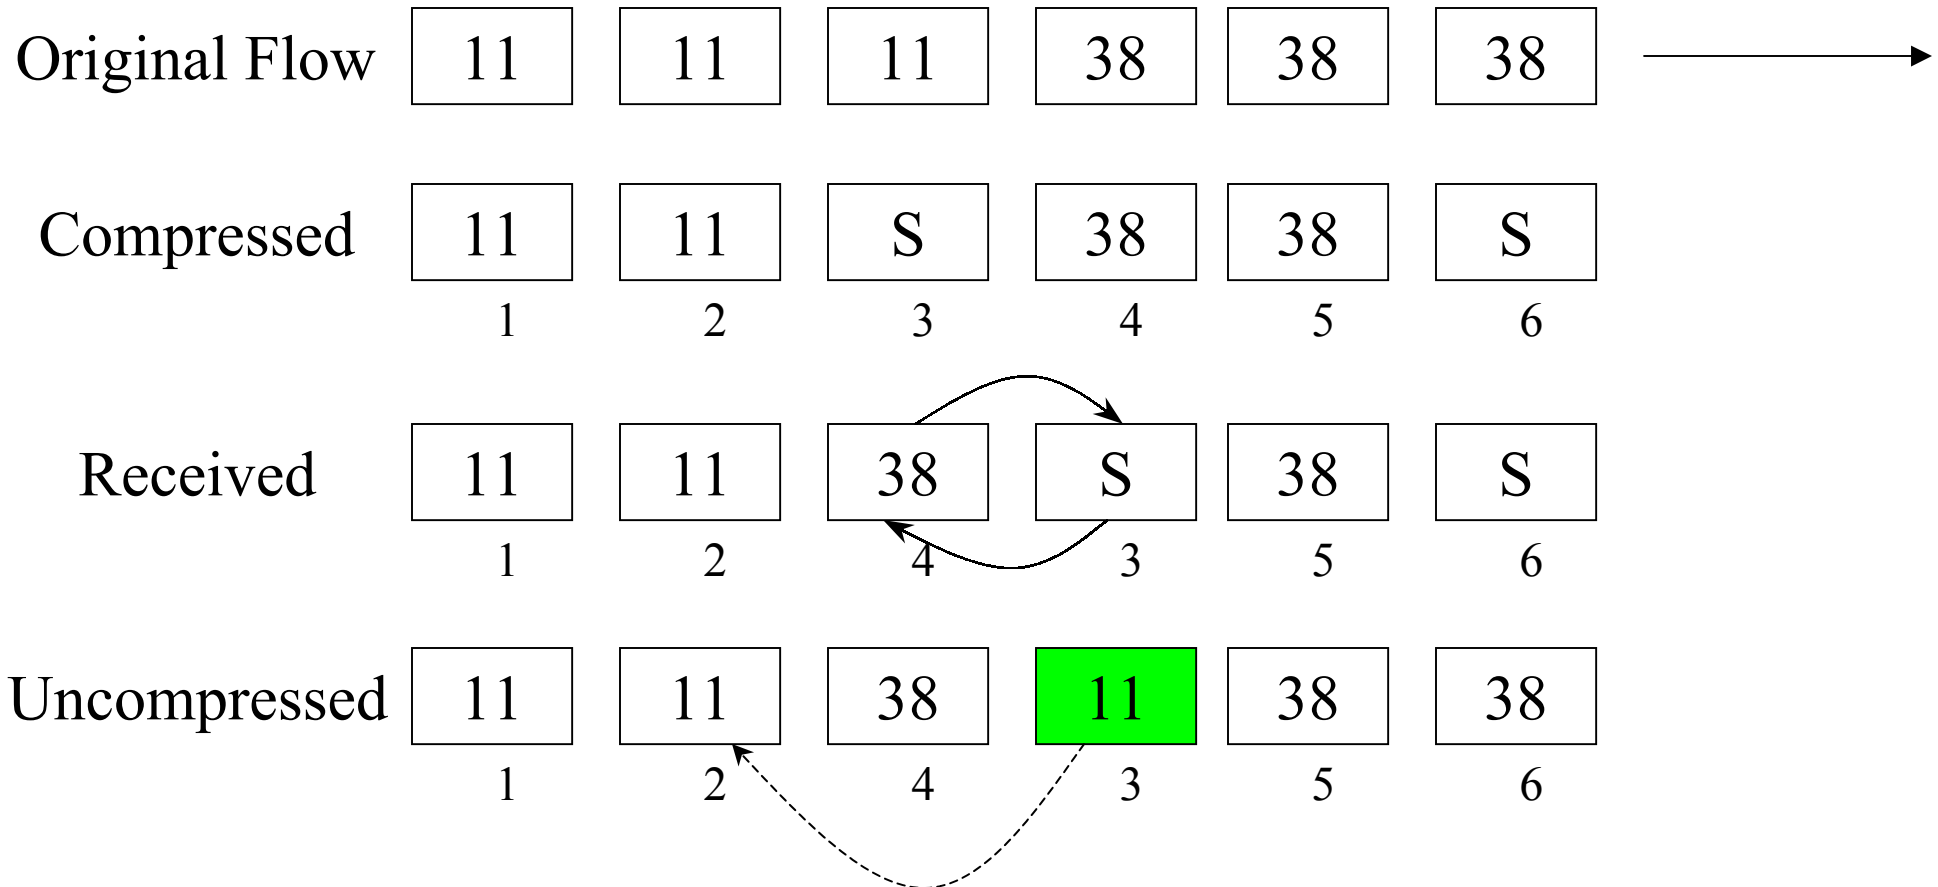 Original Flow 11 11 11 38 38 38
Compressed 11 11 S 38 38 S
1 2 3 4 5 6
Received 11 11 38 S 38 S
1 2 4 3 5 6
Uncompressed 11 11 38 11 38 38
1 2 4 3 5 6